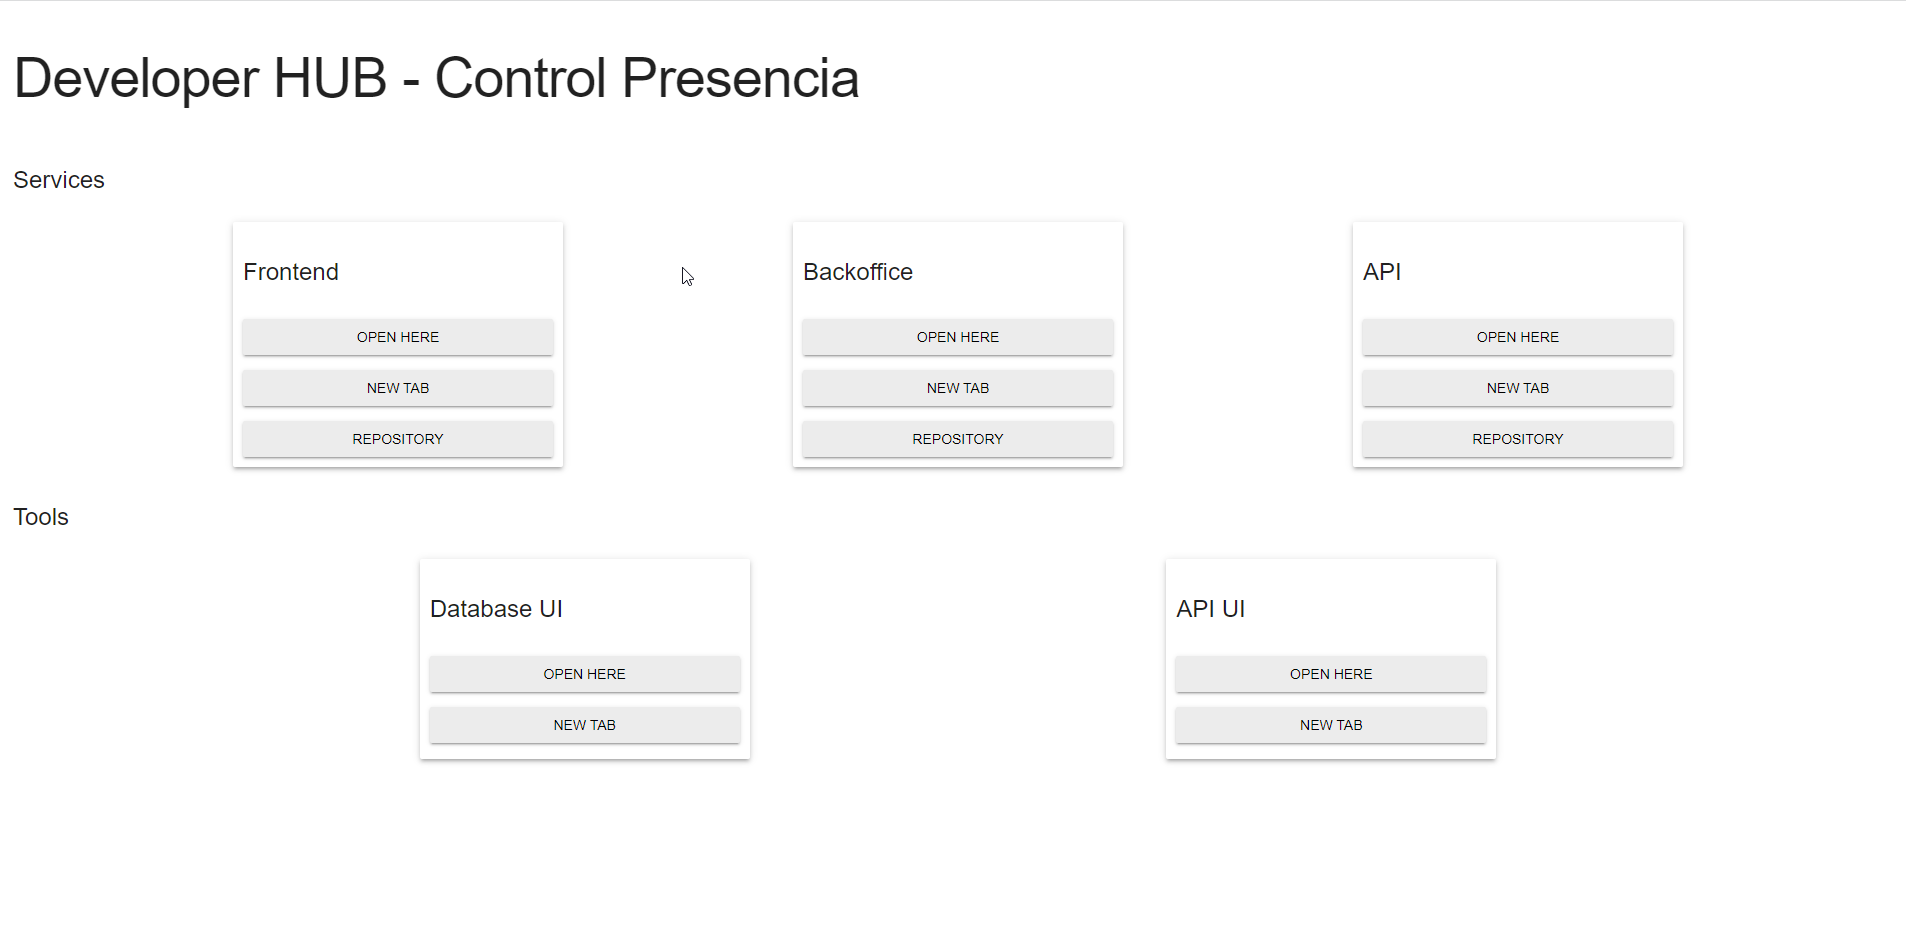 Developer HUB - Control Presencia
Services
Frontend
OPEN HERE
NEW TAB
REPOSITORY
Backoffice
OPEN HERE
NEW TAB
REPOSITORY
API
OPEN HERE
NEW TAB
REPOSITORY
Tools
Database UI
OPEN HERE
NEW TAB
API UI
OPEN HERE
NEW TAB